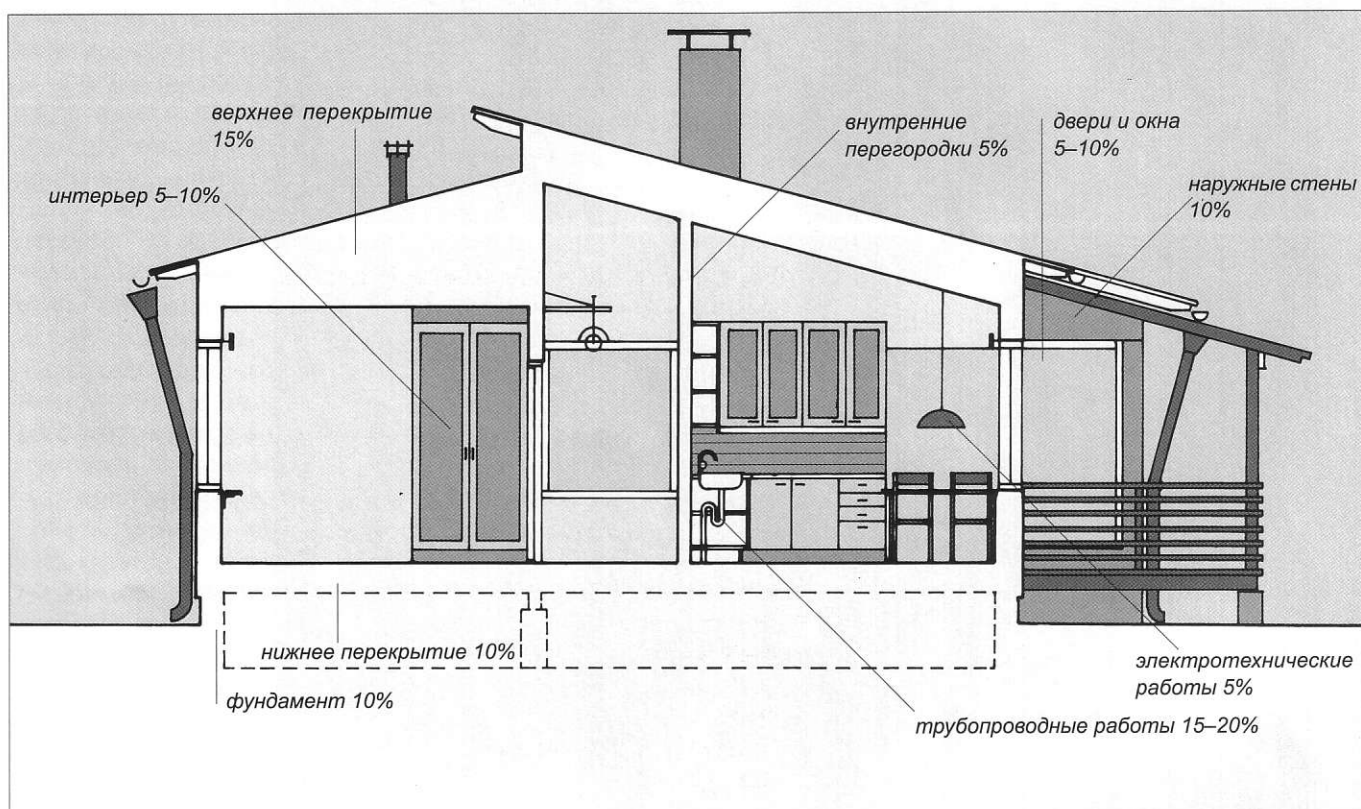 верхнее перекрытие
15%
интерьер 5–10%
внутренние
перегородки 5%
двери и окна
5–10%
наружные стены
10%
нижнее перекрытие 10%
фундамент 10%
электротехнические
работы 5%
трубопроводные работы 15–20%